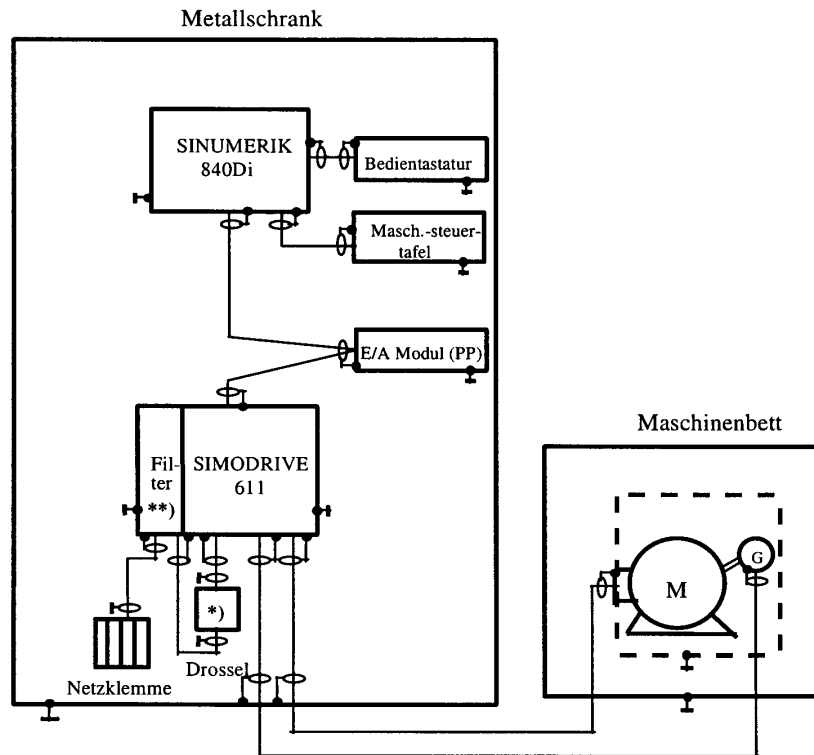 Metallschrank
SINUMERIK
840Di
Bedientastatur
Masch.-steuer-
tafel
E/A Modul (PP)
Fil-
ter
**)
SIMODRIVE
611
*)
Drossel
Netzklemme
Maschinenbett
M
G